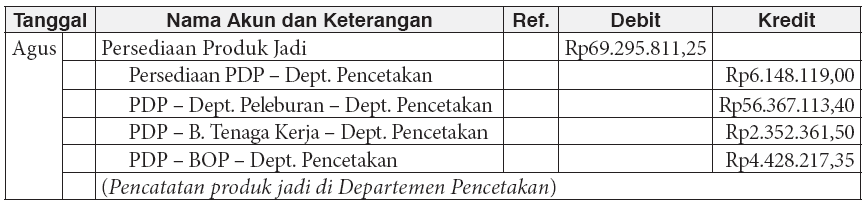 Tanggal Nama Akun dan Keterangan Ref. Debit Kredit
Agus Persediaan Produk Jadi Rp69.295.811,25
Persediaan PDP – Dept. Pencetakan Rp6.148.119,00
PDP – Dept. Peleburan – Dept. Pencetakan Rp56.367.113,40
PDP – B. Tenaga Kerja – Dept. Pencetakan Rp2.352.361,50
PDP – BOP – Dept. Pencetakan Rp4.428.217,35
(Pencatatan produk jadi di Departemen Pencetakan)